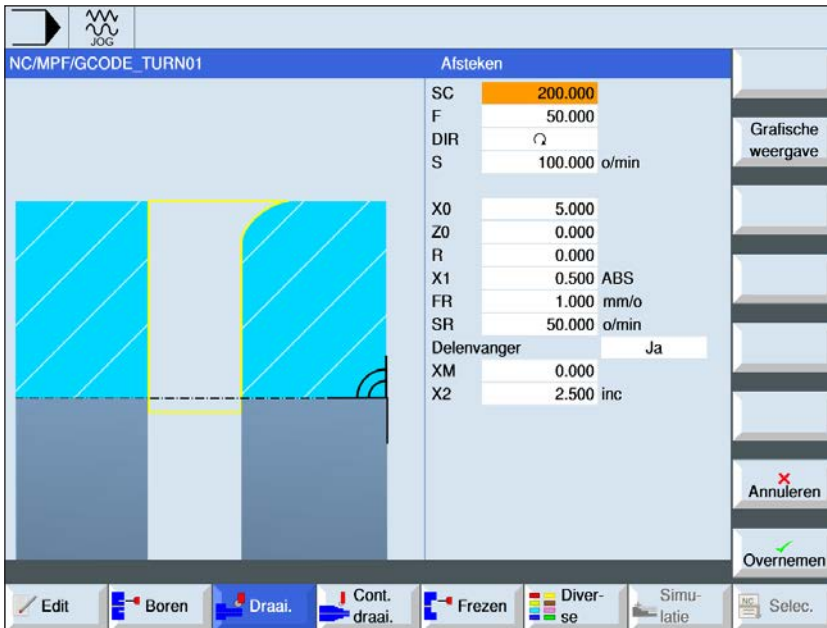 JOG
NC/MPF/GCODE_TURN01
Afsteken
SC 200.000
F 50.000
DIR
S 100.000 o/min
X0 5.000
Z0 0.000
R 0.000
X1 0.500 ABS
FR 1.000 mm/o
SR 50.000 o/min
Delenvanger Ja
XM 0.000
X2 2.500 inc
Grafische
weergave
Annuleren
Overnemen
Edit
Boren
Draai.
Cont.
draai.
Frezen
Diver-
se
Simu-
latie
NC
Selec.